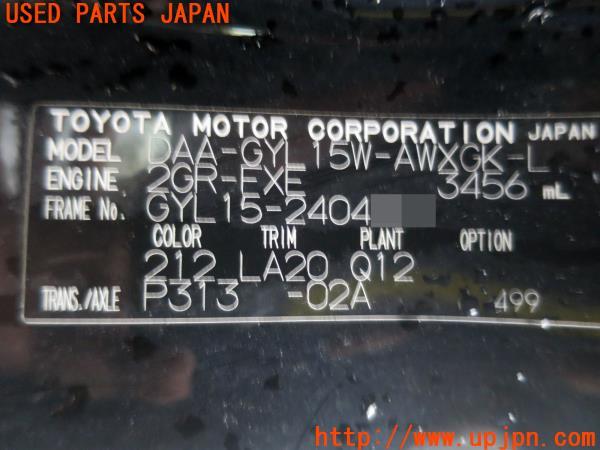 USED PARTS JAPAN
TOYOTA MOTOR CORPORATION JAPAN
MODEL DAA-GYL15W-AWXGK-L
ENGINE 2GR-FXE 3456 mL
FRAME No. GYL15-2404
COLOR TRIM PLANT OPTION
212 LA20 Q12
TRANS./AXLE P313 -02A 499
http://www.upjpn.com/